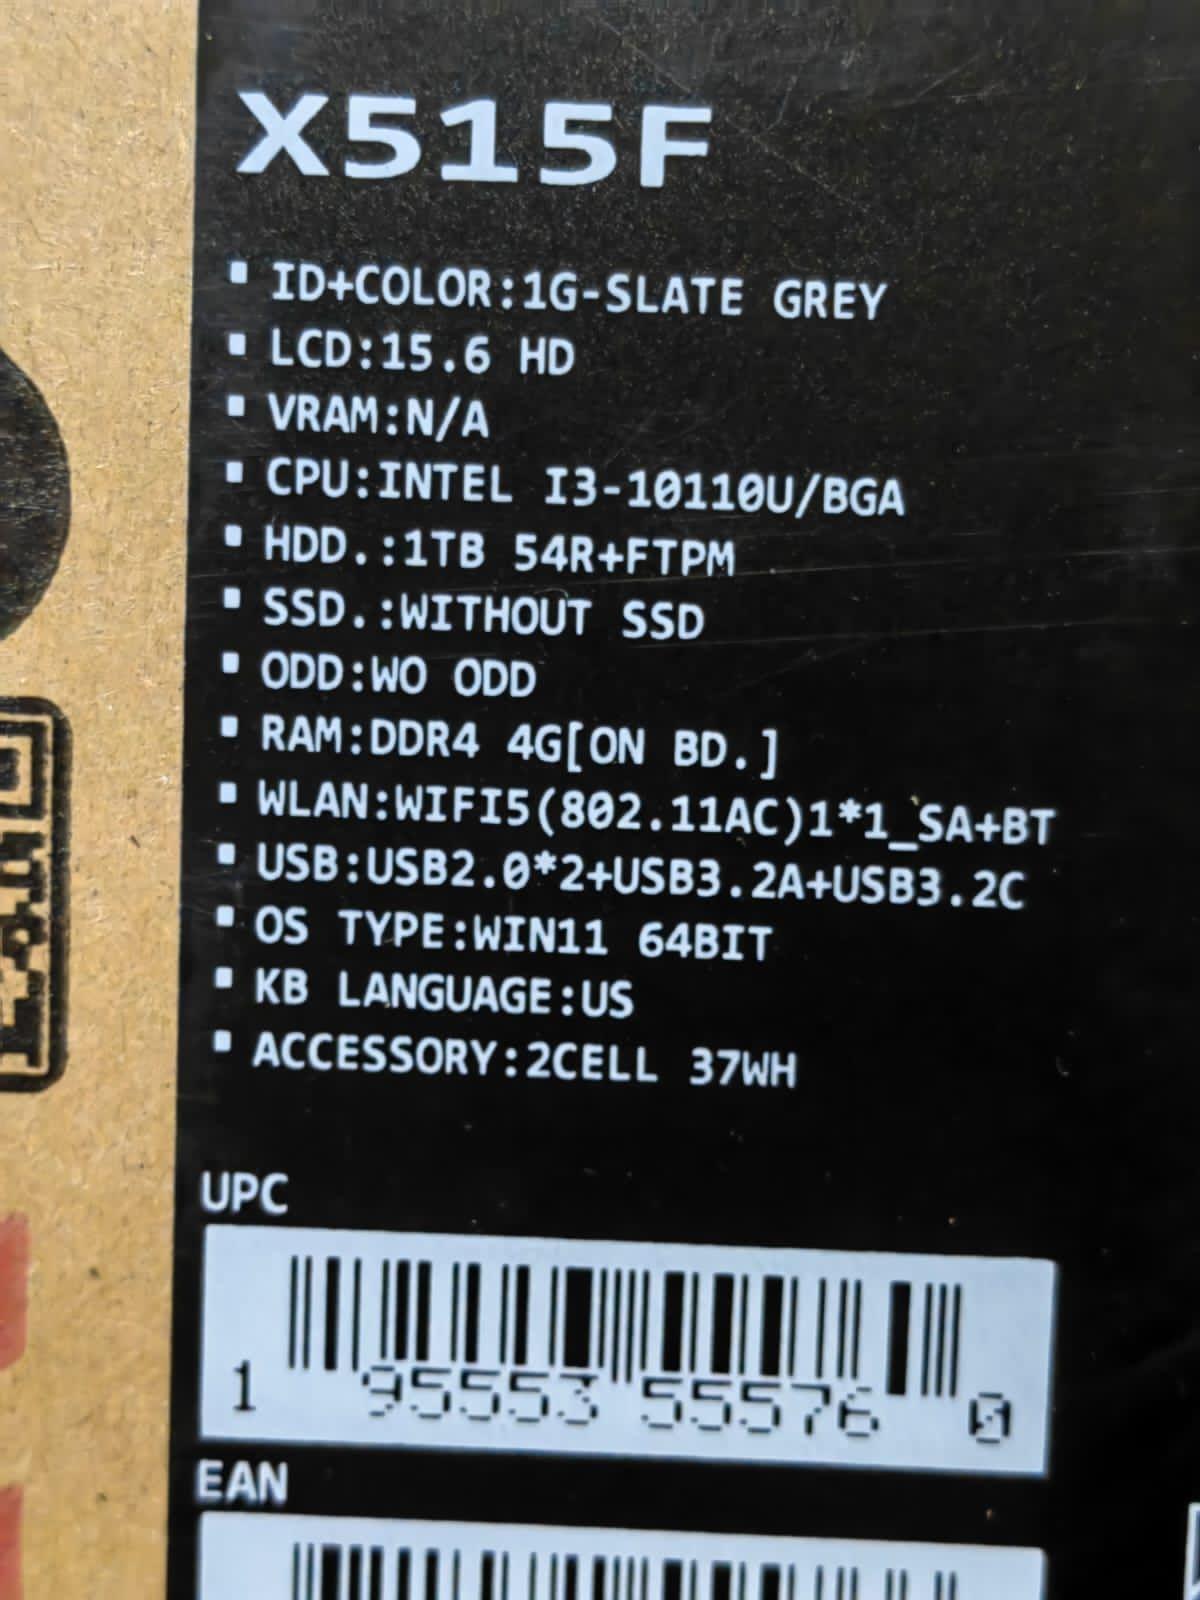 X515F
ID+COLOR:1G-SLATE GREY
LCD:15.6 HD
VRAM:N/A
CPU:INTEL I3-10110U/BGA
HDD.:1TB 54R+FTPM
SSD.:WITHOUT SSD
ODD:WO ODD
RAM:DDR4 4G[ON BD.]
WLAN:WIFI5(802.11AC)1*1_SA+BT
USB:USB2.0*2+USB3.2A+USB3.2C
OS TYPE:WIN11 64BIT
KB LANGUAGE:US
ACCESSORY:2CELL 37WH
UPC
1 95553 55576 0
EAN